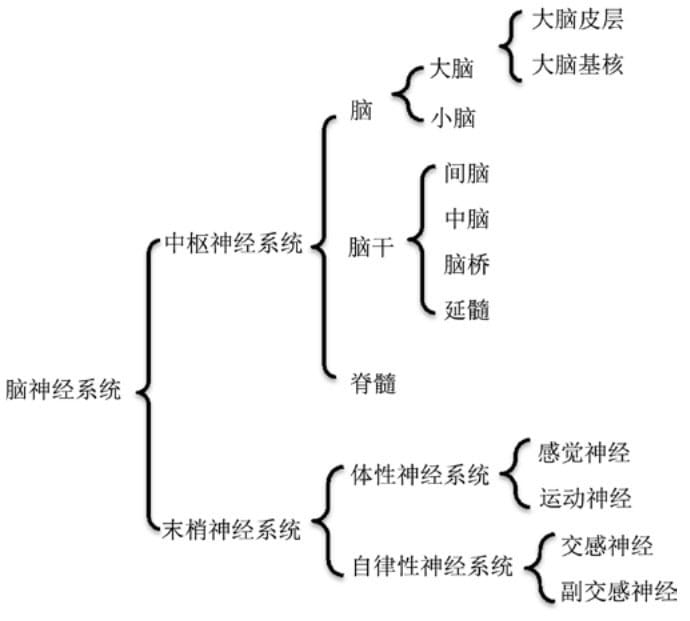 大脑皮层
大脑基核
大脑
小脑
脑
间脑
中脑
脑桥
延髓
脑干
脊髓
中枢神经系统
脑神经系统
感觉神经
运动神经
体性神经系统
交感神经
副交感神经
自律性神经系统
末梢神经系统